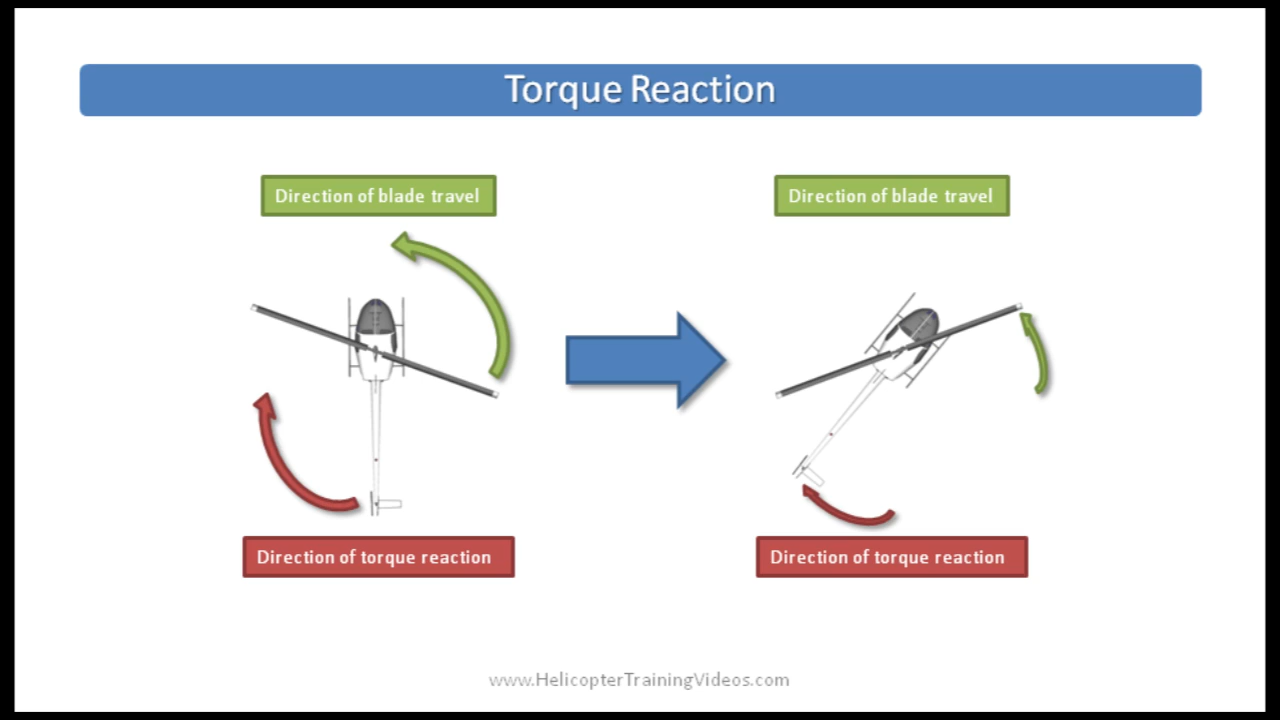 Torque Reaction
Direction of blade travel
Direction of blade travel
Direction of torque reaction
Direction of torque reaction
www.HelicopterTrainingVideos.com